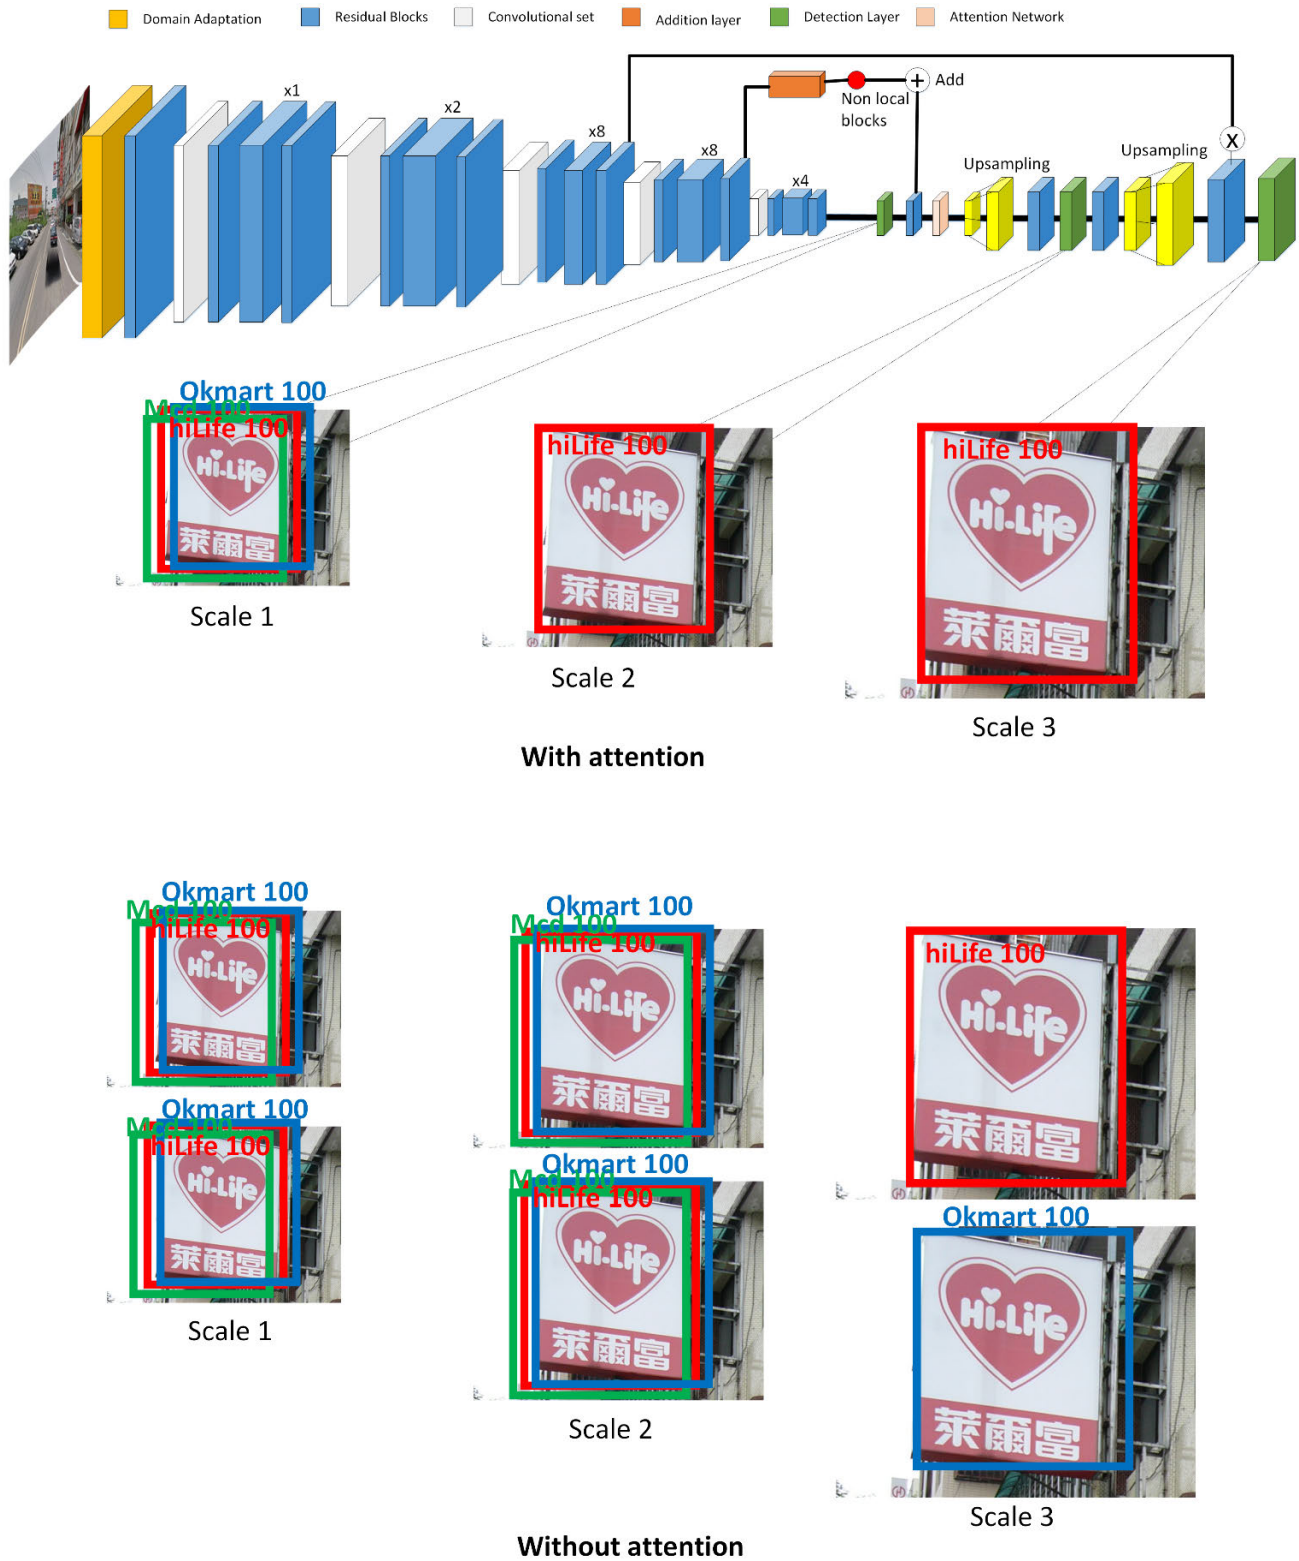 Domain Adaptation
Residual Blocks
Convolutional set
Addition layer
Detection Layer
Attention Network
x1
x2
x8
x8
x4
Non local
blocks
+
Add
Upsampling
Upsampling
X
Okmart 100
Mcd 100
hiLife 100
Hi-Life
萊爾富
Scale 1
hiLife 100
Hi-Life
萊爾富
Scale 2
hiLife 100
Hi-Life
萊爾富
Scale 3
With attention
Okmart 100
Mcd 100
hiLife 100
Hi-Life
萊爾富
Okmart 100
Mcd 100
hiLife 100
Hi-Life
萊爾富
Scale 1
Okmart 100
Mcd 100
hiLife 100
Hi-Life
萊爾富
Okmart 100
Mcd 100
hiLife 100
Hi-Life
萊爾富
Scale 2
hiLife 100
Hi-Life
萊爾富
Okmart 100
Hi-Life
萊爾富
Scale 3
Without attention